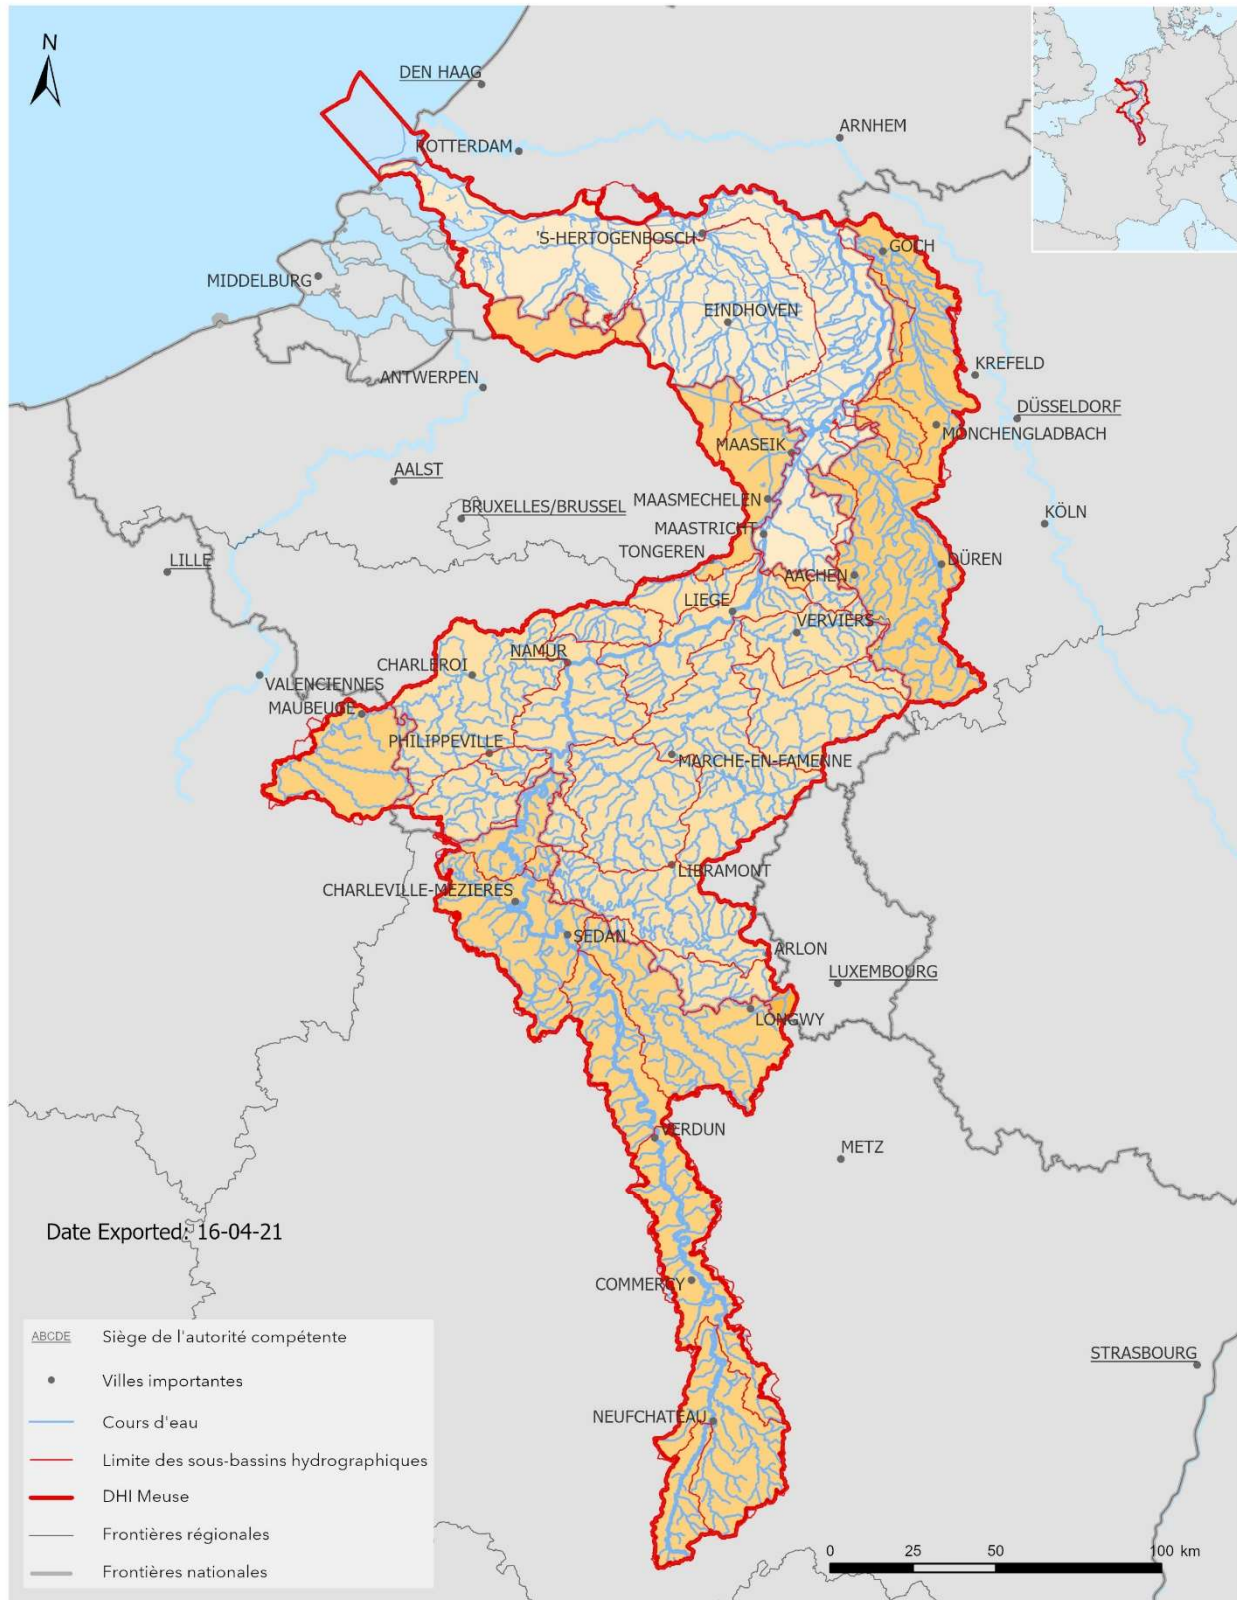 N
DEN HAAG
ARNHEM
ROTTERDAM
'S-HERTOGENBOSCH
GOCH
MIDDELBURG
EINDHOVEN
KREFELD
ANTWERPEN
DÜSSELDORF
MÖNCHENGLADBACH
MAASEIK
AALST
MAASMECHELEN
BRUXELLES/BRUSSEL
KÖLN
MAASTRICHT
TONGEREN
LILLE
DÜREN
AACHEN
LIEGE
VERVIERS
NAMUR
CHARLEROI
VALENCIENNES
MAUBEUGE
PHILIPPEVILLE
MARCHE-EN-FAMENNE
LIBRAMONT
CHARLEVILLE-MEZIERES
SEDAN
ARLON
LUXEMBOURG
LONGWY
VERDUN
METZ
Date Exported: 16-04-21
COMMERCY
STRASBOURG
NEUFCHATEAU
ABCDE Siège de l'autorité compétente
Villes importantes
Cours d'eau
Limite des sous-bassins hydrographiques
DHI Meuse
Frontières régionales
Frontières nationales
0 25 50 100 km